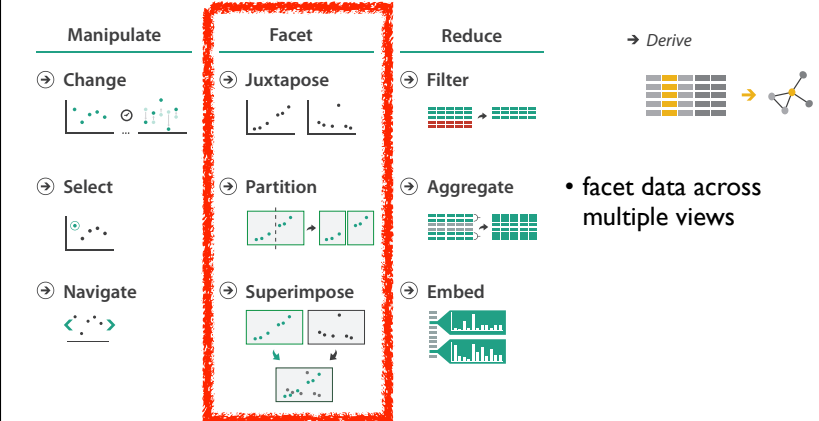 Manipulate
Facet
Reduce
➔ Derive
Change
Juxtapose
Filter
...
Select
Partition
Aggregate
• facet data across
multiple views
Navigate
Superimpose
Embed